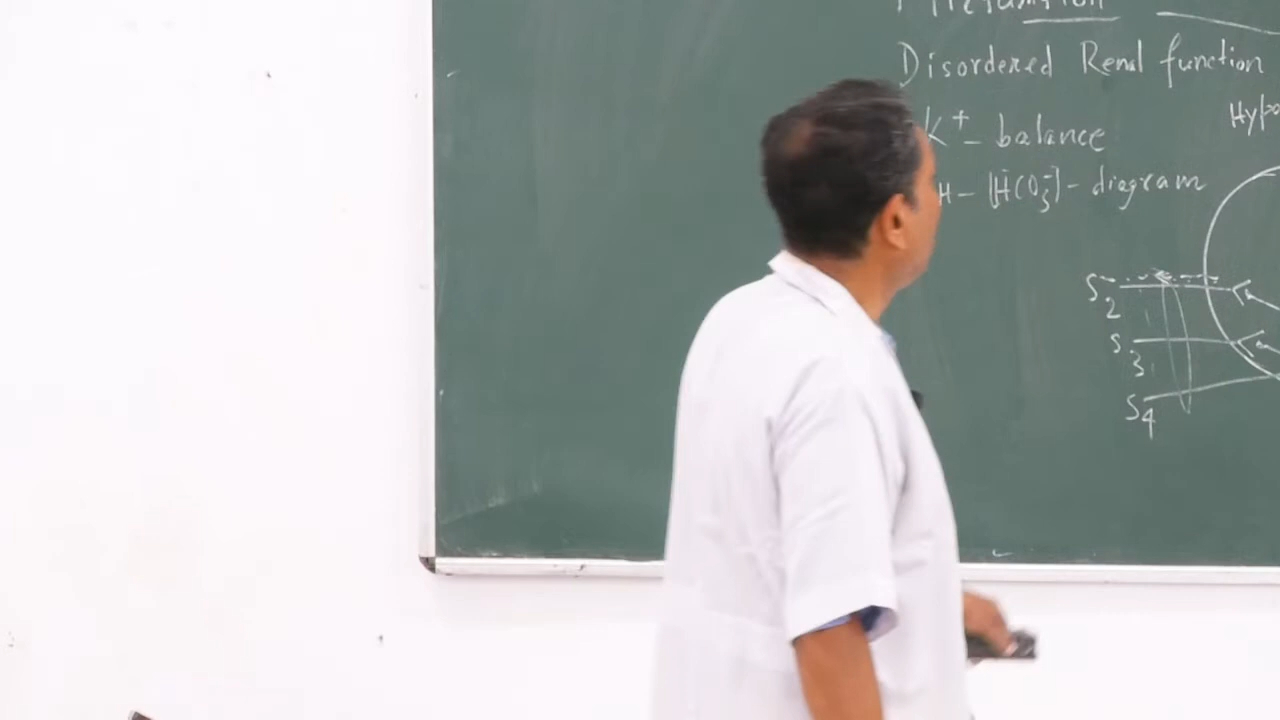 Disordered Renal function
Hypo
K+ - balance
H - [HCO3-] - diagram
S2
S3
S4